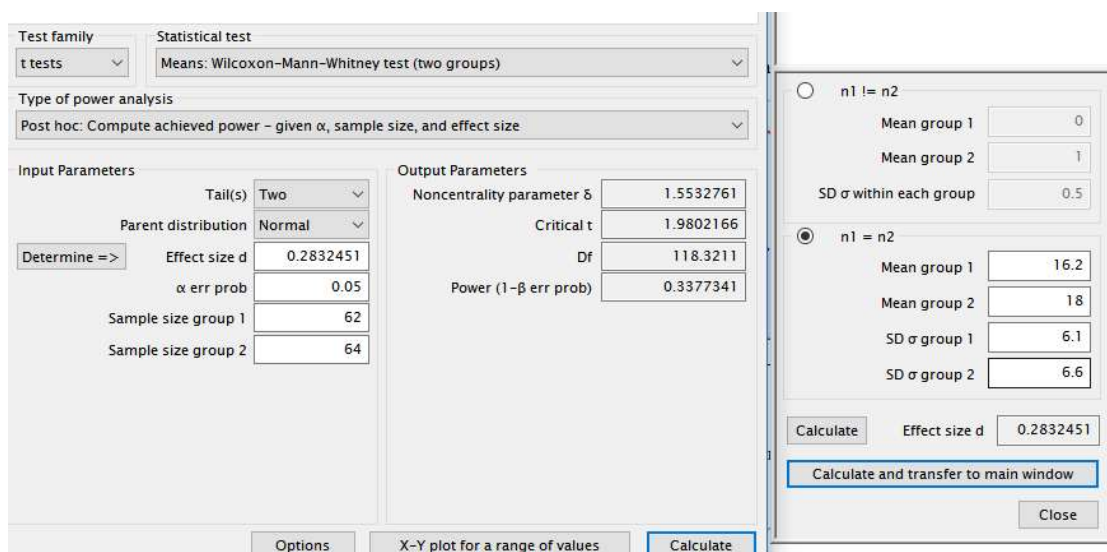 Test family
Statistical test
t tests
Means: Wilcoxon-Mann-Whitney test (two groups)
Type of power analysis
Post hoc: Compute achieved power – given α, sample size, and effect size
Input Parameters
Tail(s) Two
Parent distribution Normal
Determine => Effect size d 0.2832451
α err prob 0.05
Sample size group 1 62
Sample size group 2 64
Output Parameters
Noncentrality parameter δ 1.5532761
Critical t 1.9802166
Df 118.3211
Power (1-β err prob) 0.3377341
Options
X-Y plot for a range of values
Calculate
n1 != n2
Mean group 1 0
Mean group 2 1
SD σ within each group 0.5
n1 = n2
Mean group 1 16.2
Mean group 2 18
SD σ group 1 6.1
SD σ group 2 6.6
Calculate Effect size d 0.2832451
Calculate and transfer to main window
Close